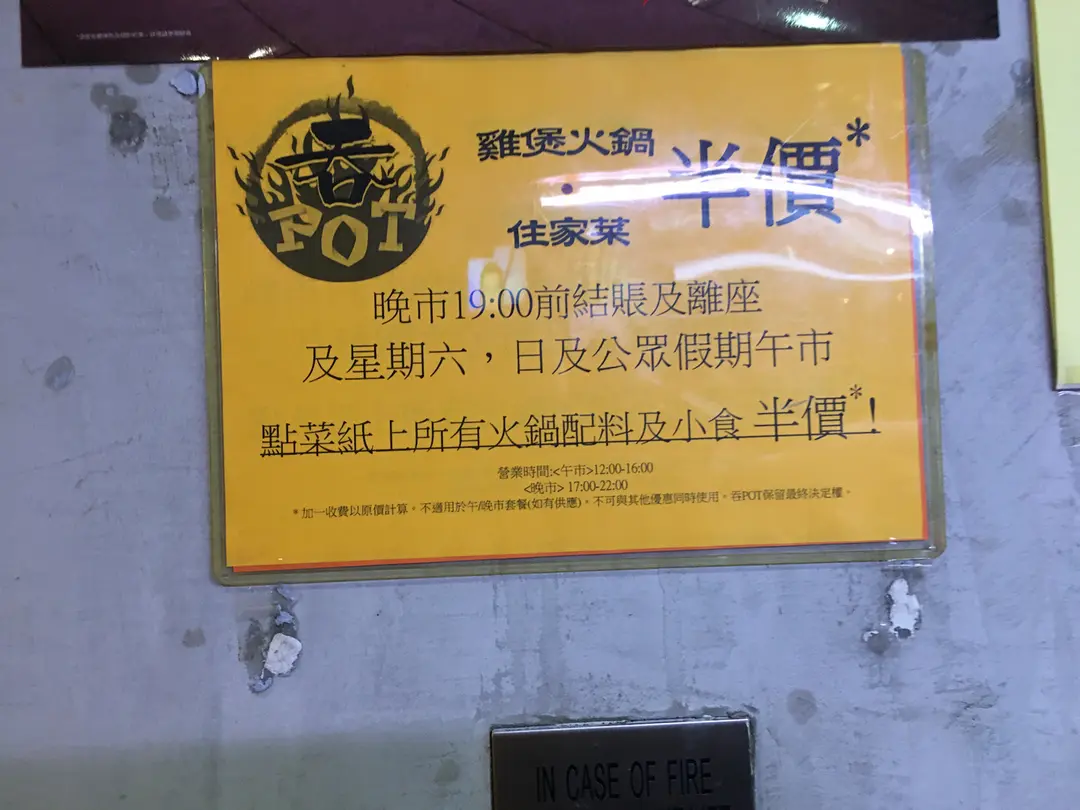 吞
POT
雞煲火鍋
·
住家菜
半價*
晚市19:00前結賬及離座
及星期六，日及公眾假期午市
點菜紙上所有火鍋配料及小食 半價*！
營業時間:<午市>12:00-16:00
<晚市> 17:00-22:00
*加一收費以原價計算。不適用於午/晚市套餐(如有供應)。不可與其他優惠同時使用。吞POT保留最終決定權。
IN CASE OF FIRE